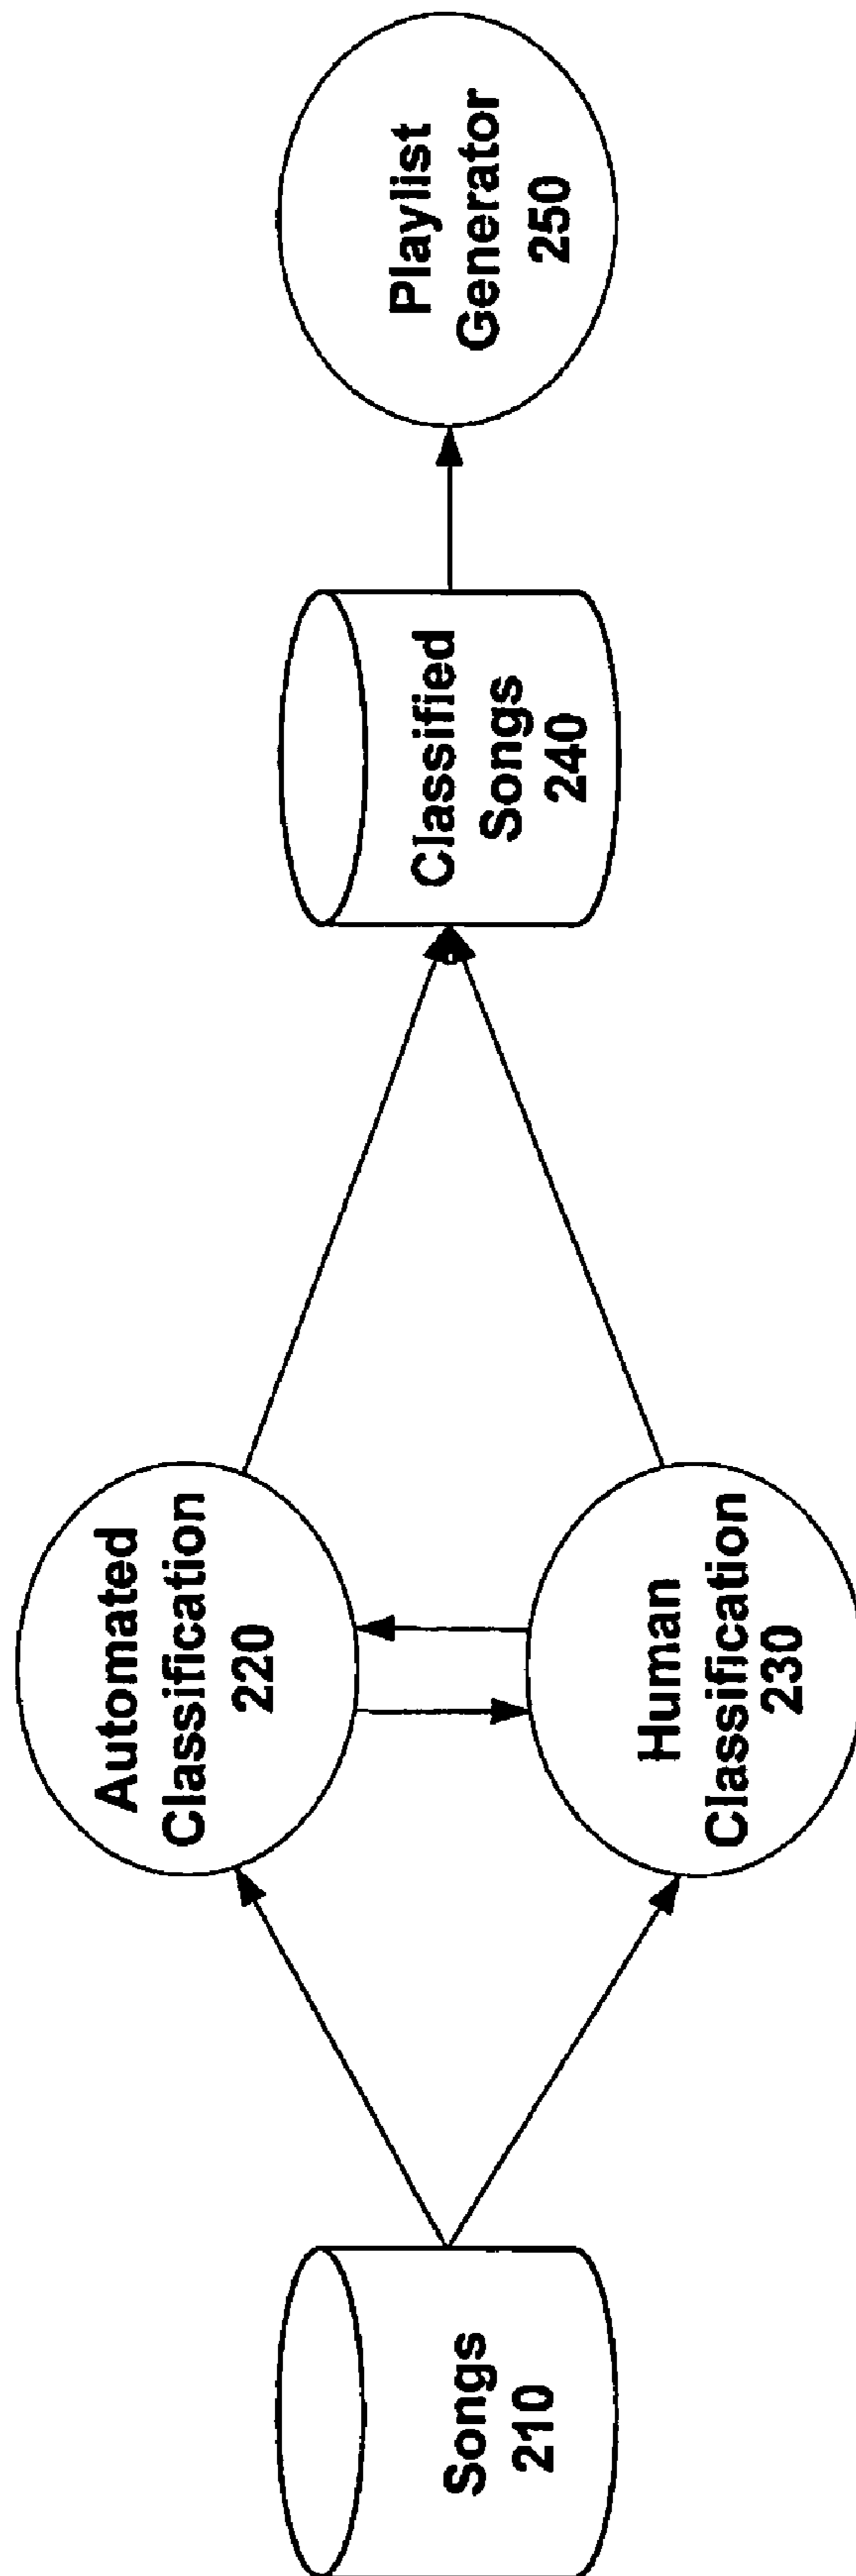 Songs
210
Automated
Classification
220
Human
Classification
230
Classified
Songs
240
Playlist
Generator
250